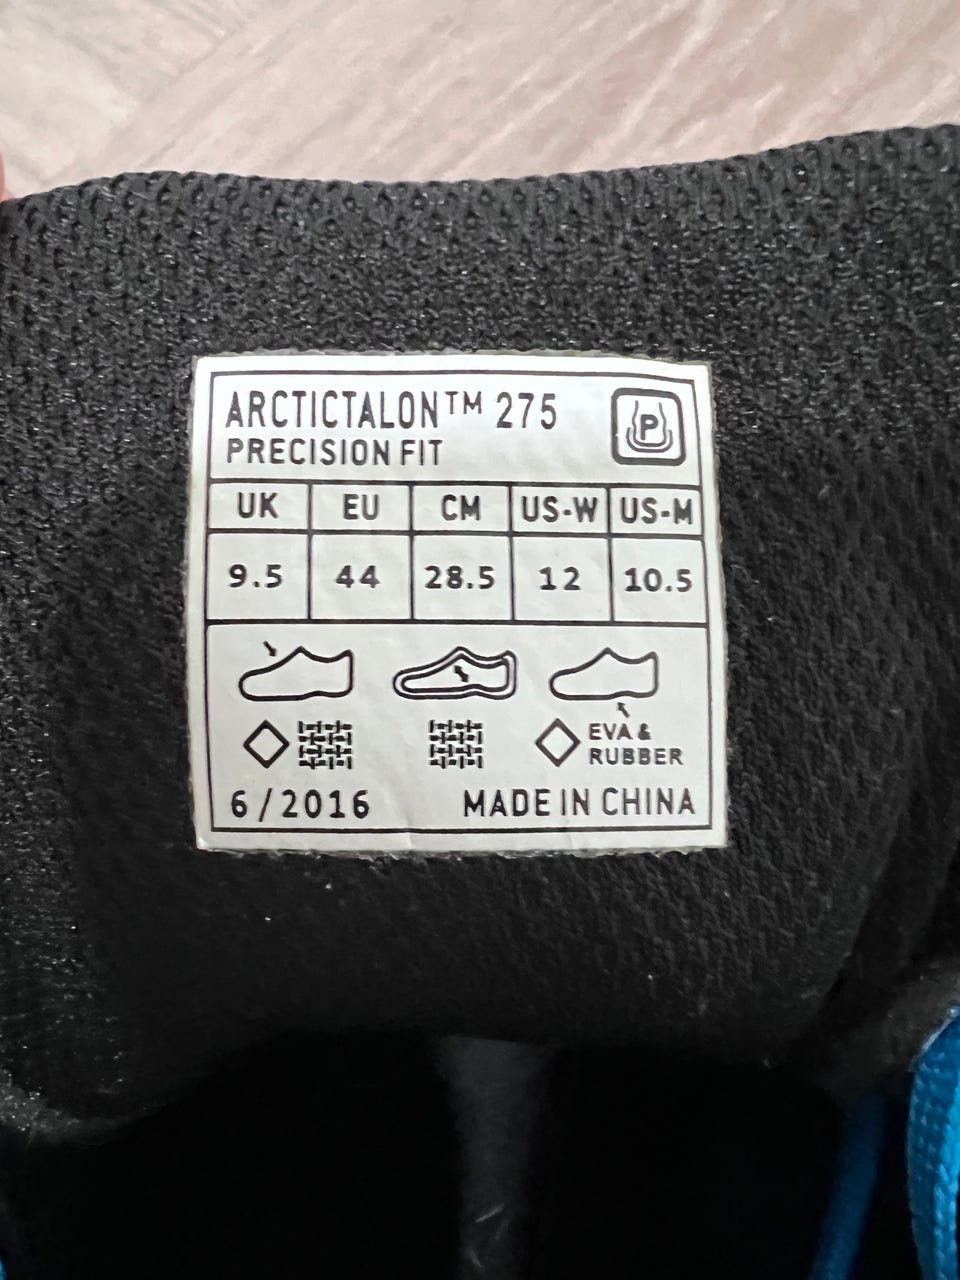 ARCTICTALON™ 275
P
PRECISION FIT
UK EU CM US-W US-M
9.5 44 28.5 12 10.5
EVA &
RUBBER
6/2016 MADE IN CHINA